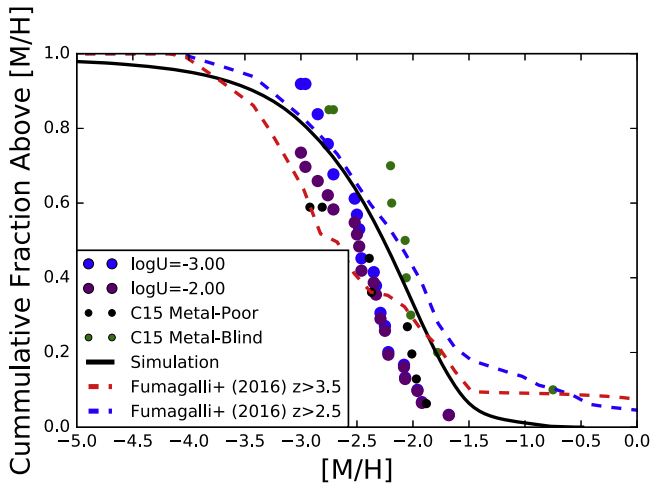 Cummulative Fraction Above [M/H]
1.0
0.8
0.6
0.4
0.2
0.0
logU=-3.00
logU=-2.00
C15 Metal-Poor
C15 Metal-Blind
Simulation
Fumagalli+ (2016) z>3.5
Fumagalli+ (2016) z>2.5
−5.0 −4.5 −4.0 −3.5 −3.0 −2.5 −2.0 −1.5 −1.0 −0.5 0.0
[M/H]